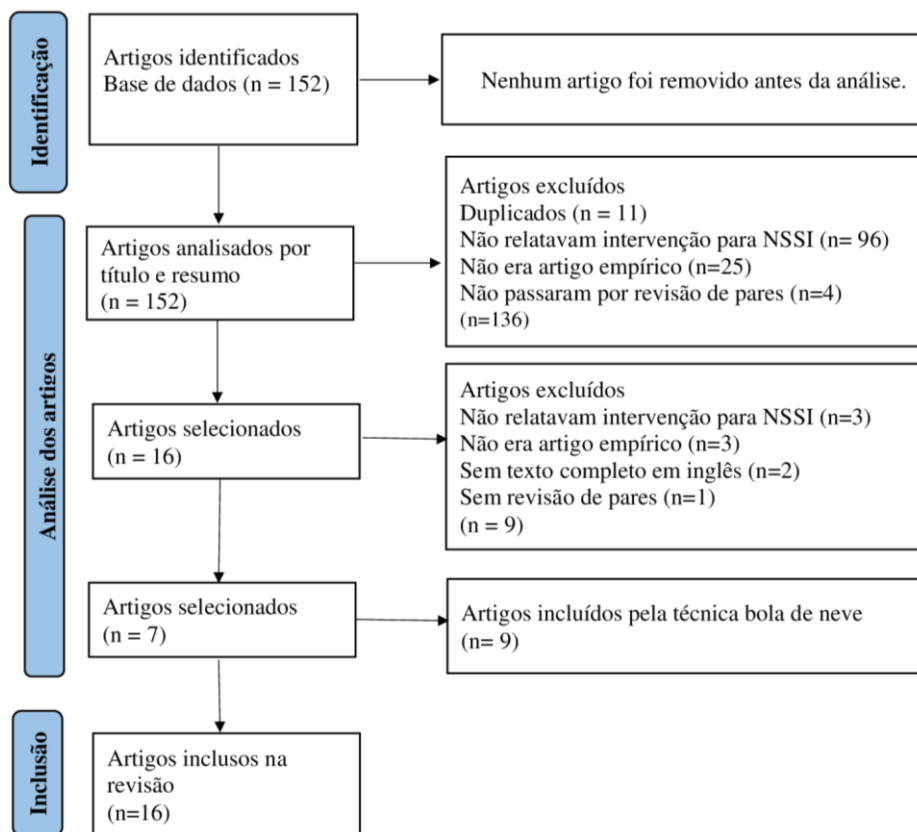 Identificação
Artigos identificados
Base de dados (n = 152)
Nenhum artigo foi removido antes da análise.
Análise dos artigos
Artigos analisados por
título e resumo
(n = 152)
Artigos excluídos
Duplicados (n = 11)
Não relatavam intervenção para NSSI (n= 96)
Não era artigo empírico (n=25)
Não passaram por revisão de pares (n=4)
(n=136)
Artigos selecionados
(n = 16)
Artigos excluídos
Não relatavam intervenção para NSSI (n=3)
Não era artigo empírico (n=3)
Sem texto completo em inglês (n=2)
Sem revisão de pares (n=1)
(n = 9)
Artigos selecionados
(n = 7)
Artigos incluídos pela técnica bola de neve
(n= 9)
Inclusão
Artigos inclusos na
revisão
(n=16)